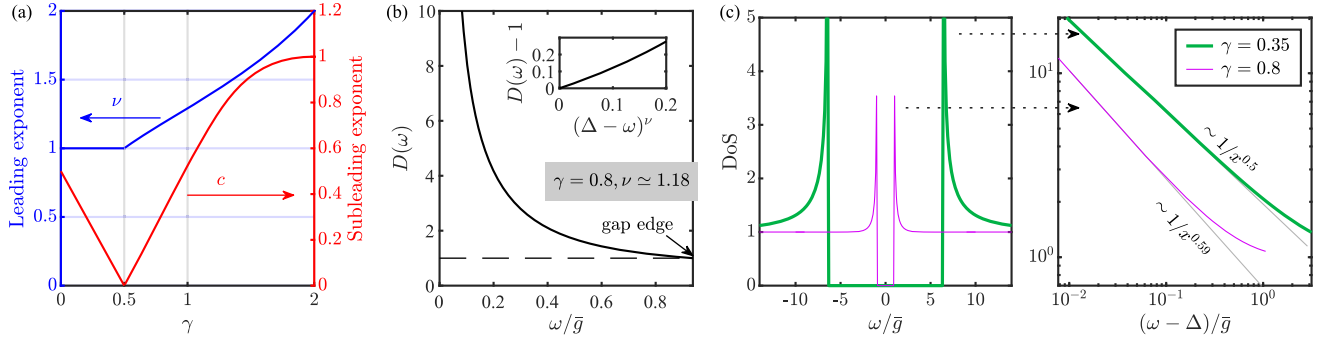 (a)
2
1.5
1
0.5
0
Leading exponent
ν
c
1.2
1
0.8
0.6
0.4
0.2
0
Subleading exponent
0
0.5
1
2
γ
(b)
10
8
6
4
2
0
D(ω)
0.2
0.1
0
D(ω) − 1
0
0.1
0.2
(Δ − ω)^ν
γ = 0.8, ν ≃ 1.18
gap edge
0
0.2
0.4
0.6
0.8
ω/g̅
(c)
5
4
3
2
1
0
DoS
-10
-5
0
5
10
ω/g̅
γ = 0.35
γ = 0.8
10^1
10^0
~ 1/x^0.5
~ 1/x^0.59
10^-2
10^-1
10^0
(ω − Δ)/g̅